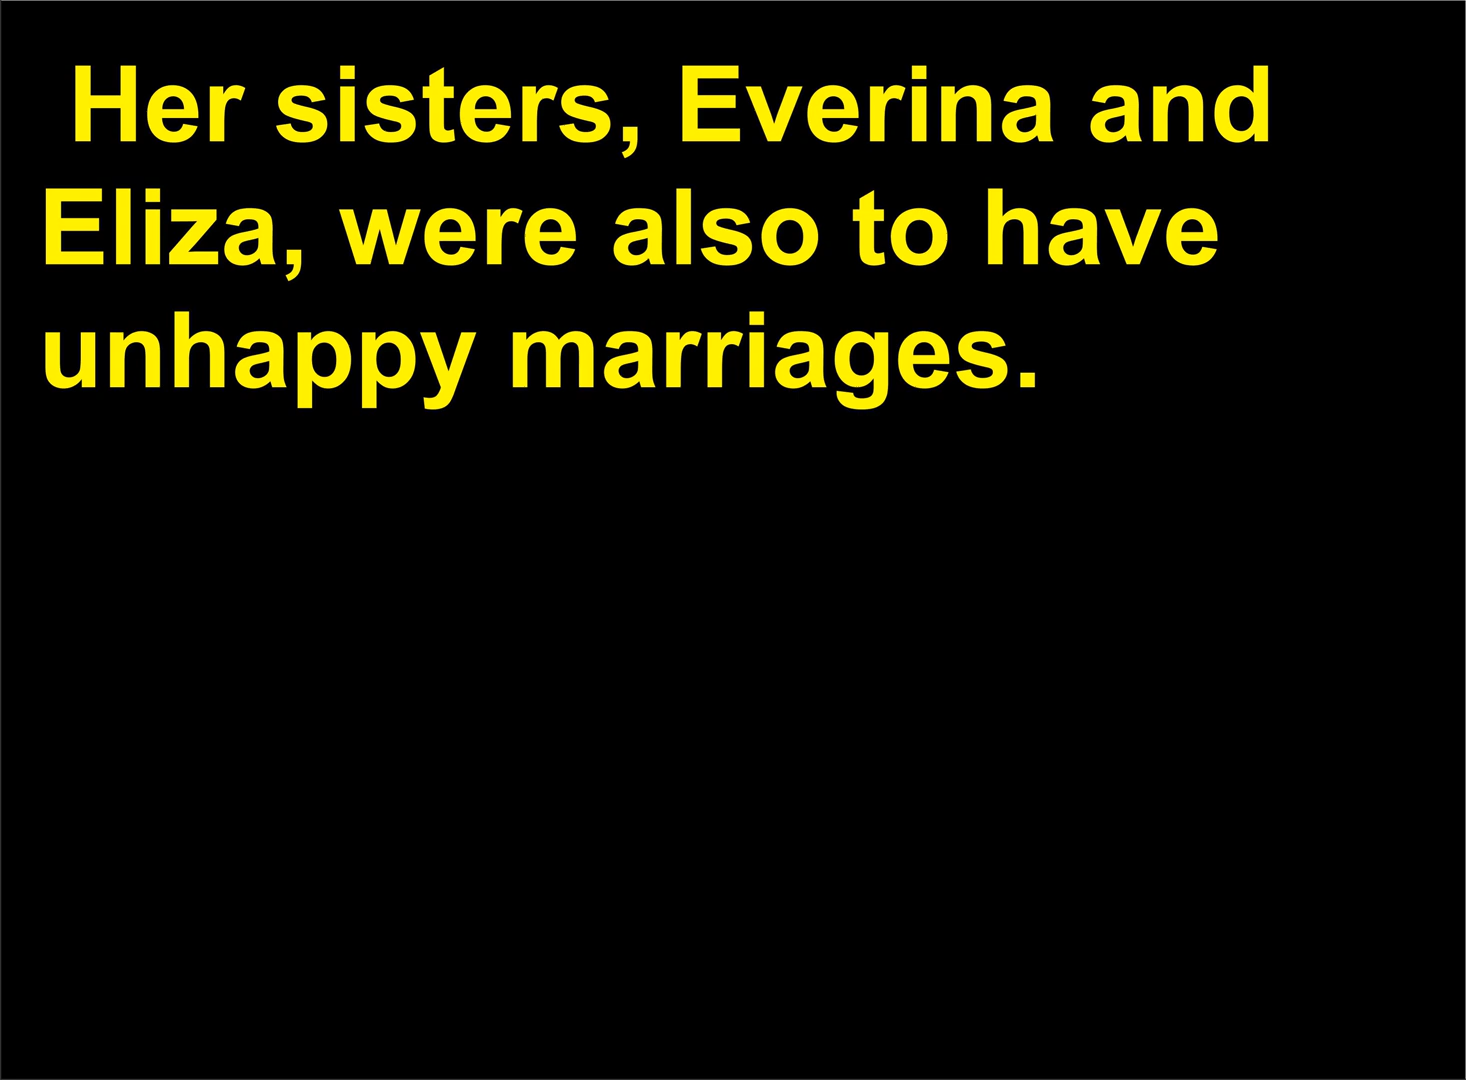 Her sisters, Everina and
Eliza, were also to have
unhappy marriages.